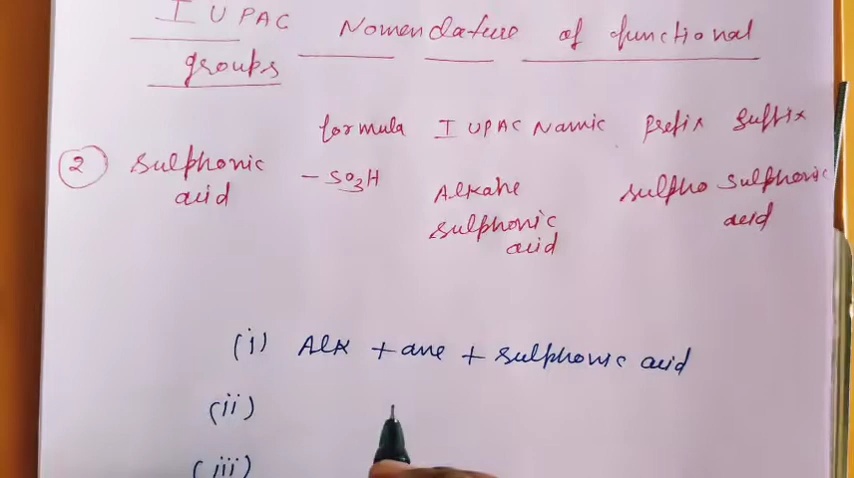 IUPAC Nomenclature of functional
groups
formula IUPAC Namic Prefix Suffix
② Sulphonic acid - SO3H Alkane sulphonic acid sulpho sulphonic acid
(i) Alk + ane + sulphonic acid
(ii)
(iii)